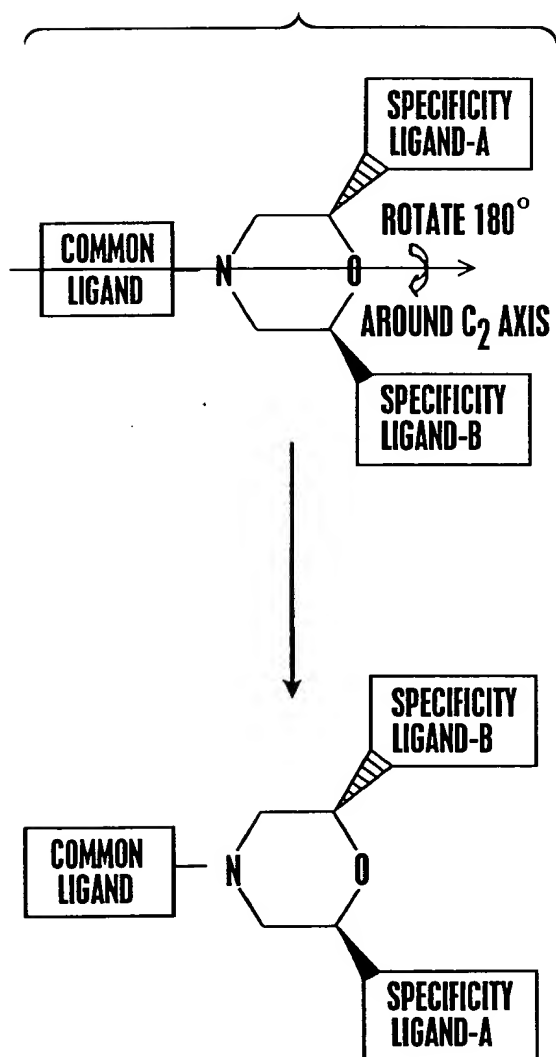 SPECIFICITY
LIGAND-A
ROTATE 180°
COMMON
LIGAND
N
O
AROUND C₂ AXIS
SPECIFICITY
LIGAND-B
SPECIFICITY
LIGAND-B
COMMON
LIGAND
N
O
SPECIFICITY
LIGAND-A